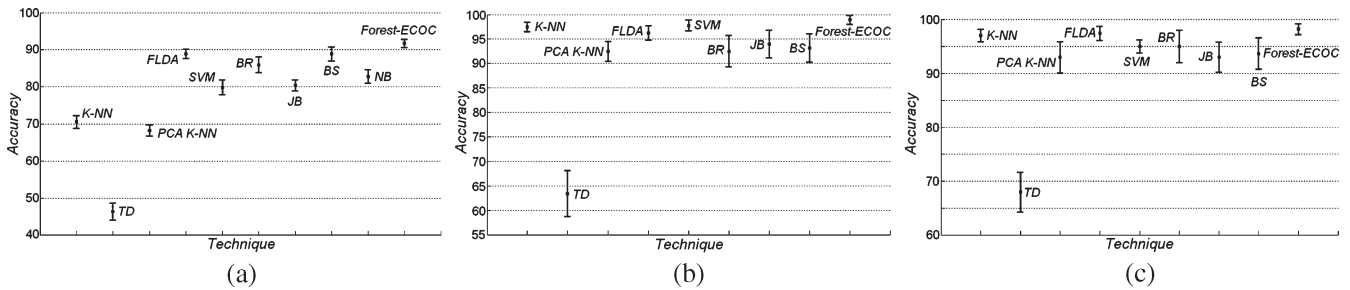 100
90
80
70
60
50
40
Accuracy
K-NN
TD
PCA K-NN
FLDA
SVM
BR
JB
BS
NB
Forest-ECOC
Technique
(a)
100
95
90
85
80
75
70
65
60
55
Accuracy
K-NN
TD
PCA K-NN
FLDA
SVM
BR
JB
BS
Forest-ECOC
Technique
(b)
100
90
80
70
60
Accuracy
K-NN
TD
PCA K-NN
FLDA
SVM
BR
JB
BS
Forest-ECOC
Technique
(c)